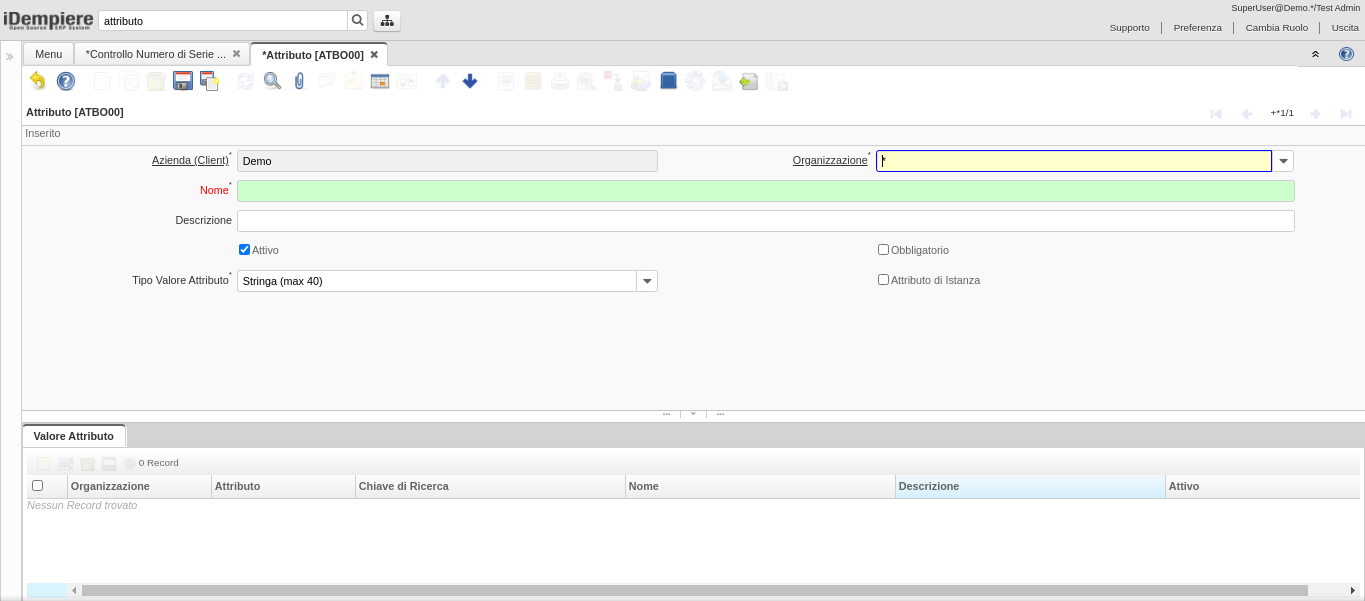 SuperUser@Demo.*/Test Admin
iDempiere
Open Source ERP System
attributo
Supporto
Preferenza
Cambia Ruolo
Uscita
Menu
*Controllo Numero di Serie ...
*Attributo [ATBO00]
Attributo [ATBO00]
+*1/1
Inserito
Azienda (Client)*
Demo
Organizzazione*
*
Nome*
Descrizione
Attivo
Obbligatorio
Tipo Valore Attributo*
Stringa (max 40)
Attributo di Istanza
Valore Attributo
0 Record
Organizzazione
Attributo
Chiave di Ricerca
Nome
Descrizione
Attivo
Nessun Record trovato